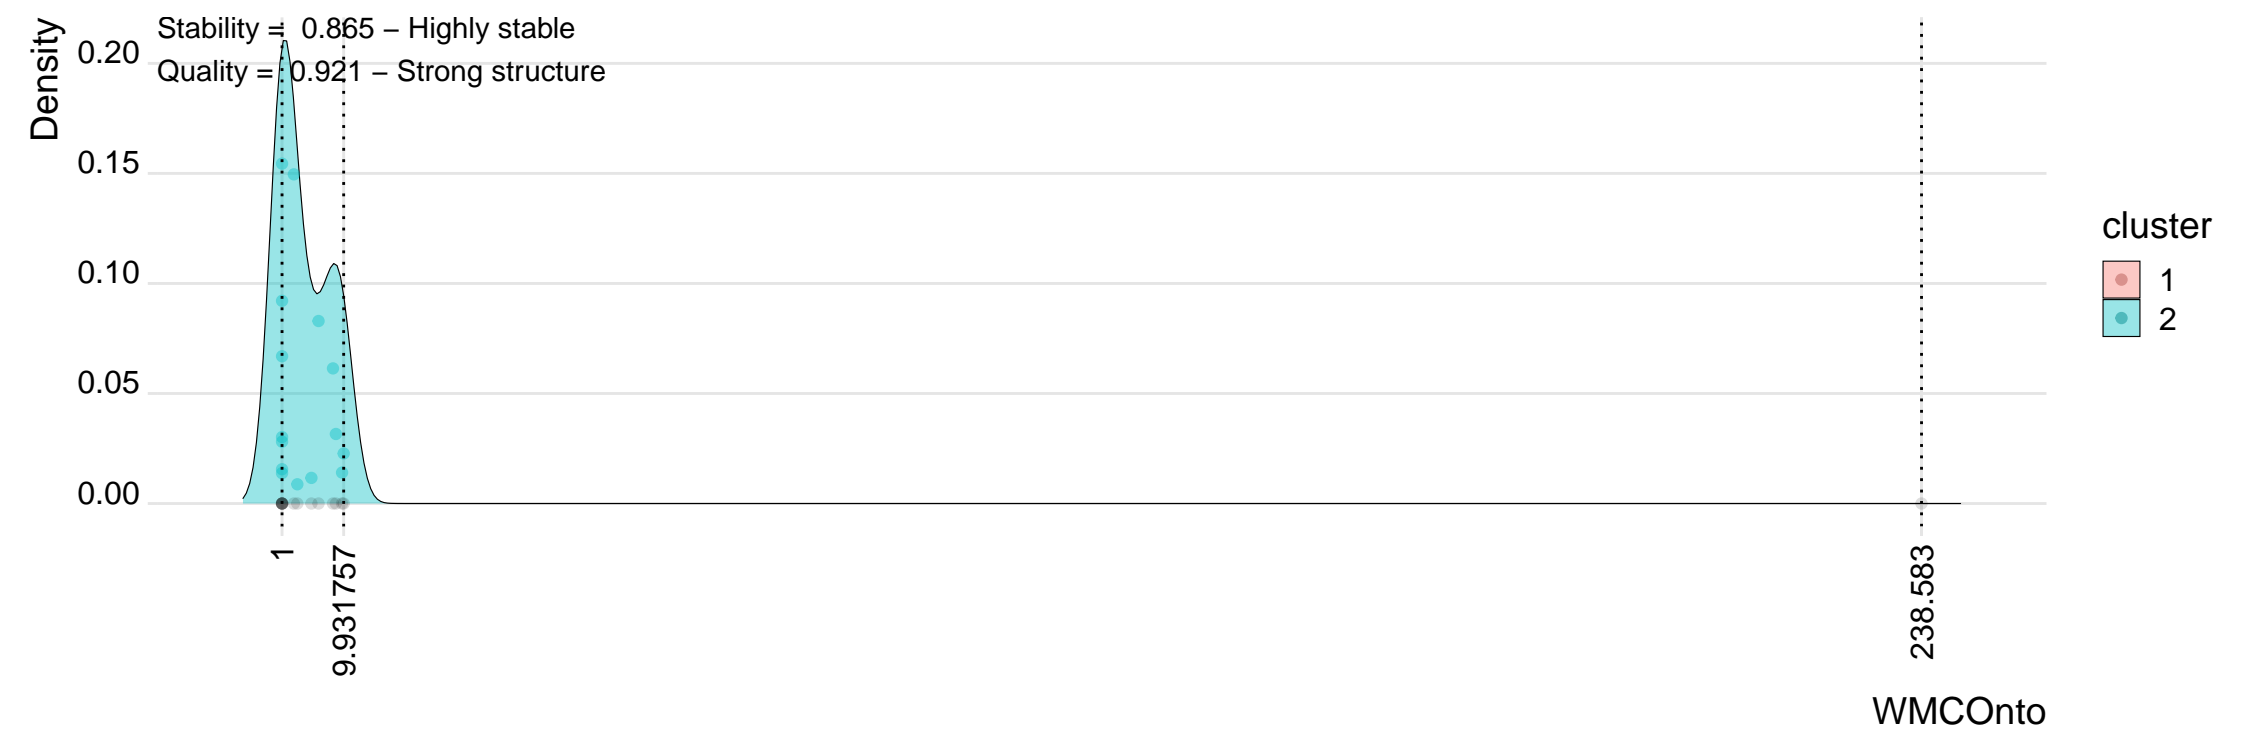 Stability =  0.865 – Highly stable
Quality =  0.921 – Strong structure
Density
0.20
0.15
0.10
0.05
0.00
1
9.931757
238.583
WMCOnto
cluster
1
2